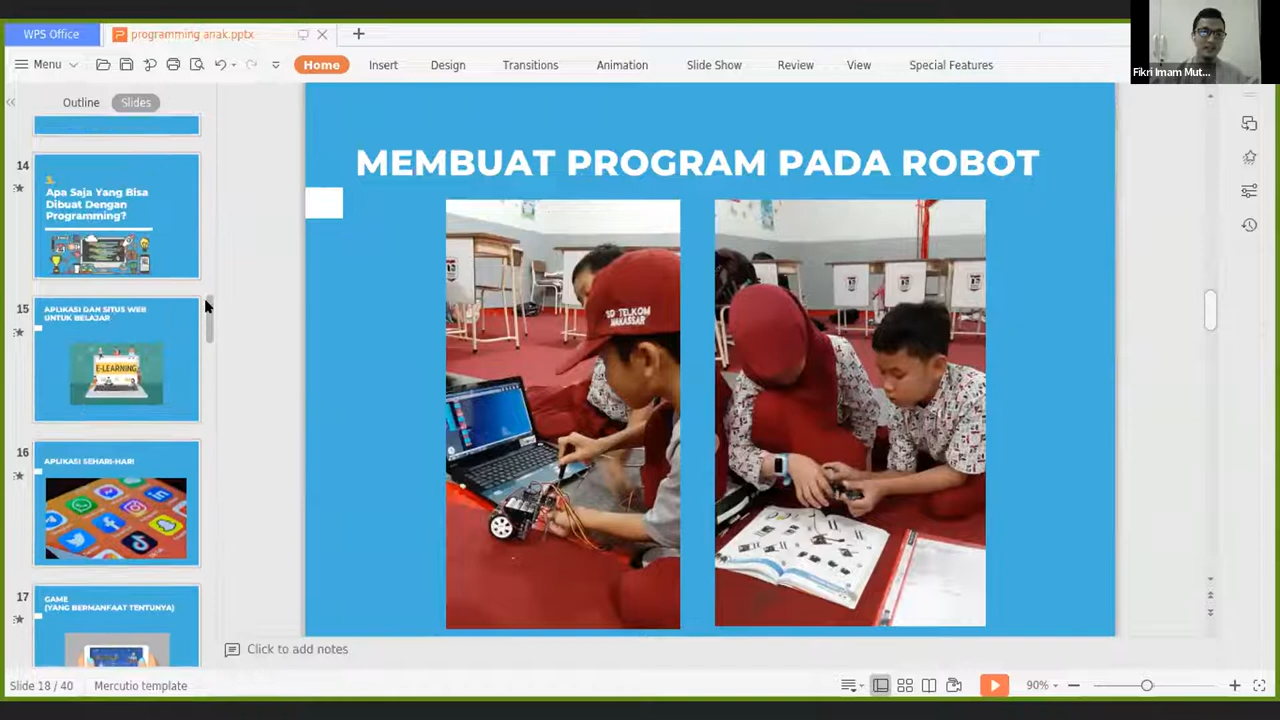 WPS Office
programming anak.pptx
Menu
Home
Insert
Design
Transitions
Animation
Slide Show
Review
View
Special Features
Fikri Imam Mut...
Outline
Slides
14
Apa Saja Yang Bisa
Dibuat Dengan
Programming?
15
APLIKASI DAN SITUS WEB
UNTUK BELAJAR
E-LEARNING
16
APLIKASI SEHARI-HARI
17
GAME
(YANG BERMANFAAT TENTUNYA)
MEMBUAT PROGRAM PADA ROBOT
SD TELKOM
MAKASSAR
Click to add notes
Slide 18 / 40
Mercutio template
90%